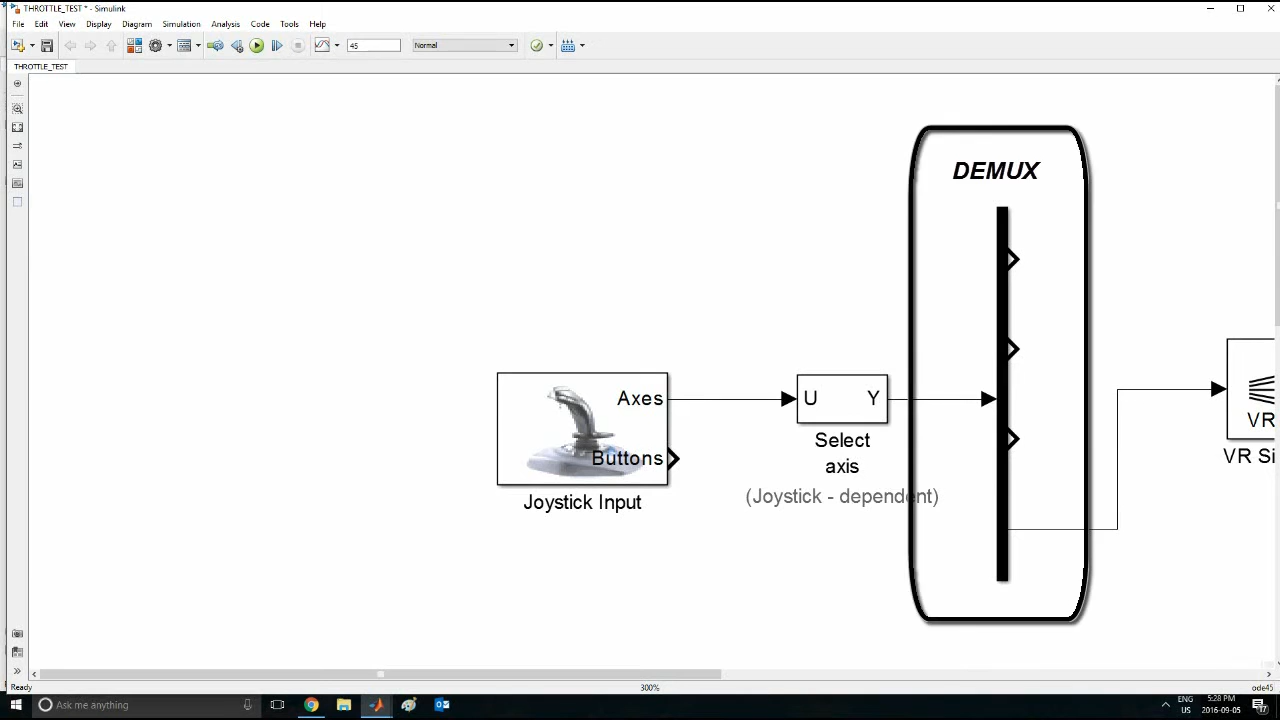 THROTTLE_TEST * - Simulink
File Edit View Display Diagram Simulation Analysis Code Tools Help
45 Normal
THROTTLE_TEST
DEMUX
Axes
Buttons
Joystick Input
U Y
Select
axis
(Joystick - dependent)
VR
VR Si
Ready 300% ode45
Ask me anything
ENG
US
5:28 PM
2016-09-05